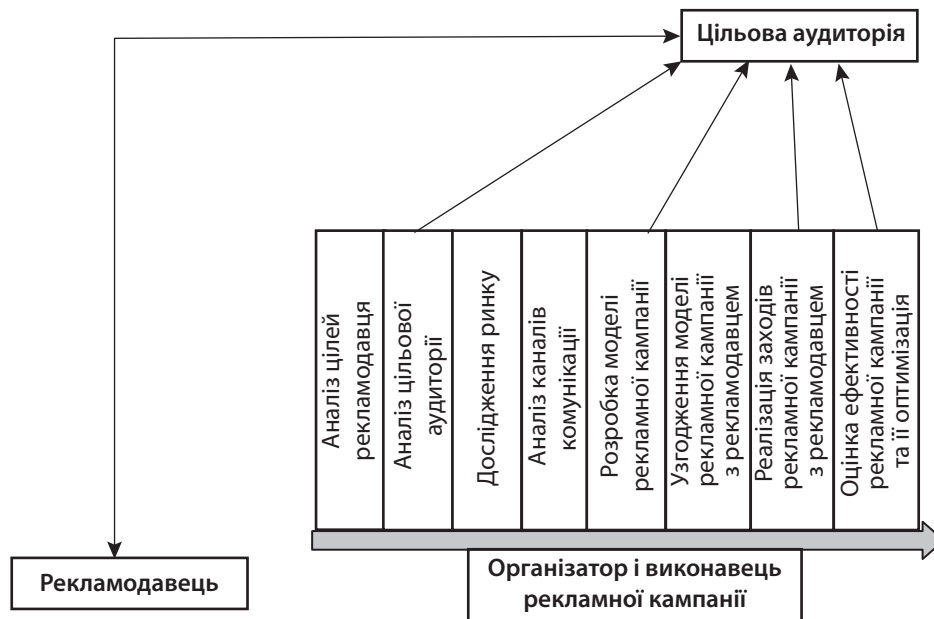 Цільова аудиторія
Аналіз цілей
рекламодавця
Аналіз цільової
аудиторії
Дослідження ринку
Аналіз каналів
комунікації
Розробка моделі
рекламної кампанії
Узгодження моделі
рекламної кампанії
з рекламодавцем
Реалізація заходів
рекламної кампанії
з рекламодавцем
Оцінка ефективності
рекламної кампанії
та її оптимізація
Рекламодавець
Організатор і виконавець
рекламної кампанії